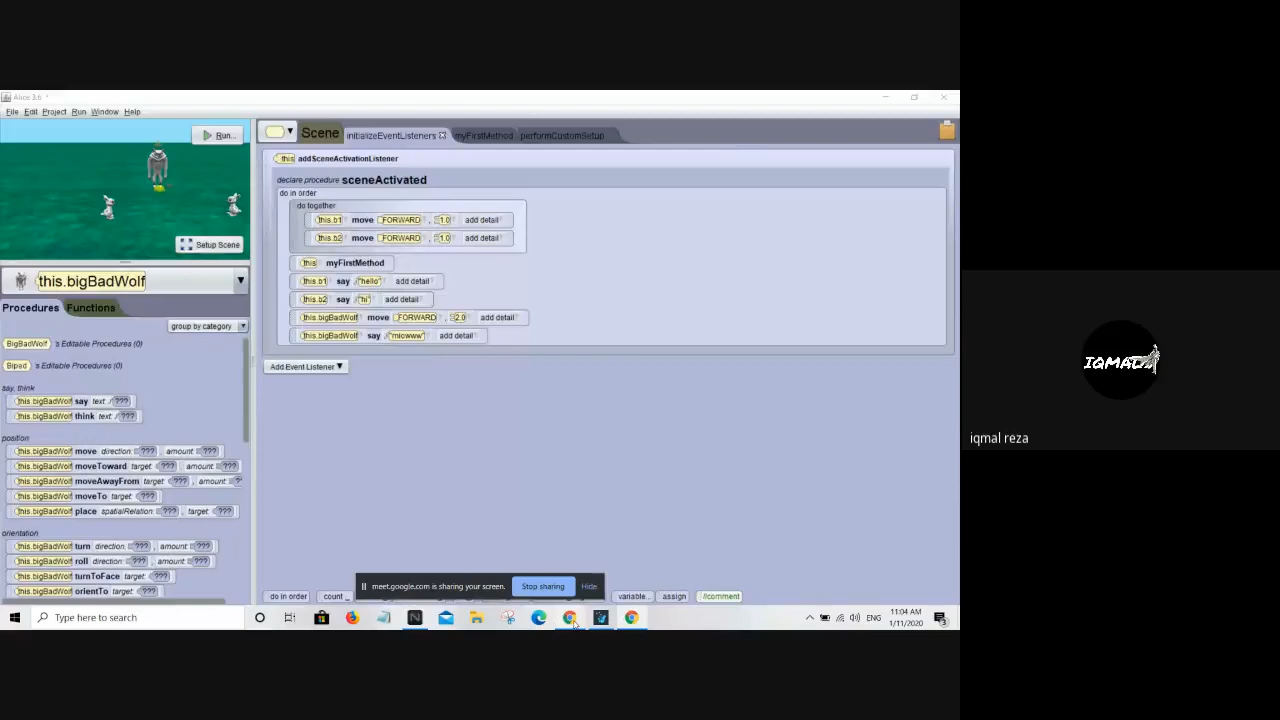 Alice 3.6 *
File Edit Project Run Window Help
Run...
Setup Scene
this.bigBadWolf
Procedures Functions
group by category
BigBadWolf 's Editable Procedures (0)
Biped 's Editable Procedures (0)
say, think
this.bigBadWolf say text: ???
this.bigBadWolf think text: ???
position
this.bigBadWolf move direction: ??? , amount: ???
this.bigBadWolf moveToward target: ??? , amount: ???
this.bigBadWolf moveAwayFrom target: ??? , amount: ?
this.bigBadWolf moveTo target: ???
this.bigBadWolf place spatialRelation: ??? , target: ???
orientation
this.bigBadWolf turn direction: ??? , amount: ???
this.bigBadWolf roll direction: ??? , amount: ???
this.bigBadWolf turnToFace target: ???
this.bigBadWolf orientTo target: ???
Scene initializeEventListeners myFirstMethod performCustomSetup
this addSceneActivationListener
declare procedure sceneActivated
do in order
do together
this.b1 move FORWARD , 1.0 add detail
this.b2 move FORWARD , 1.0 add detail
this myFirstMethod
this.b1 say "hello" add detail
this.b2 say "hi" add detail
this.bigBadWolf move FORWARD , 2.0 add detail
this.bigBadWolf say "miowww" add detail
Add Event Listener
meet.google.com is sharing your screen. Stop sharing Hide
do in order count _ variable... assign //comment
Type here to search
ENG
11:04 AM
1/11/2020
3
IQMAL
iqmal reza